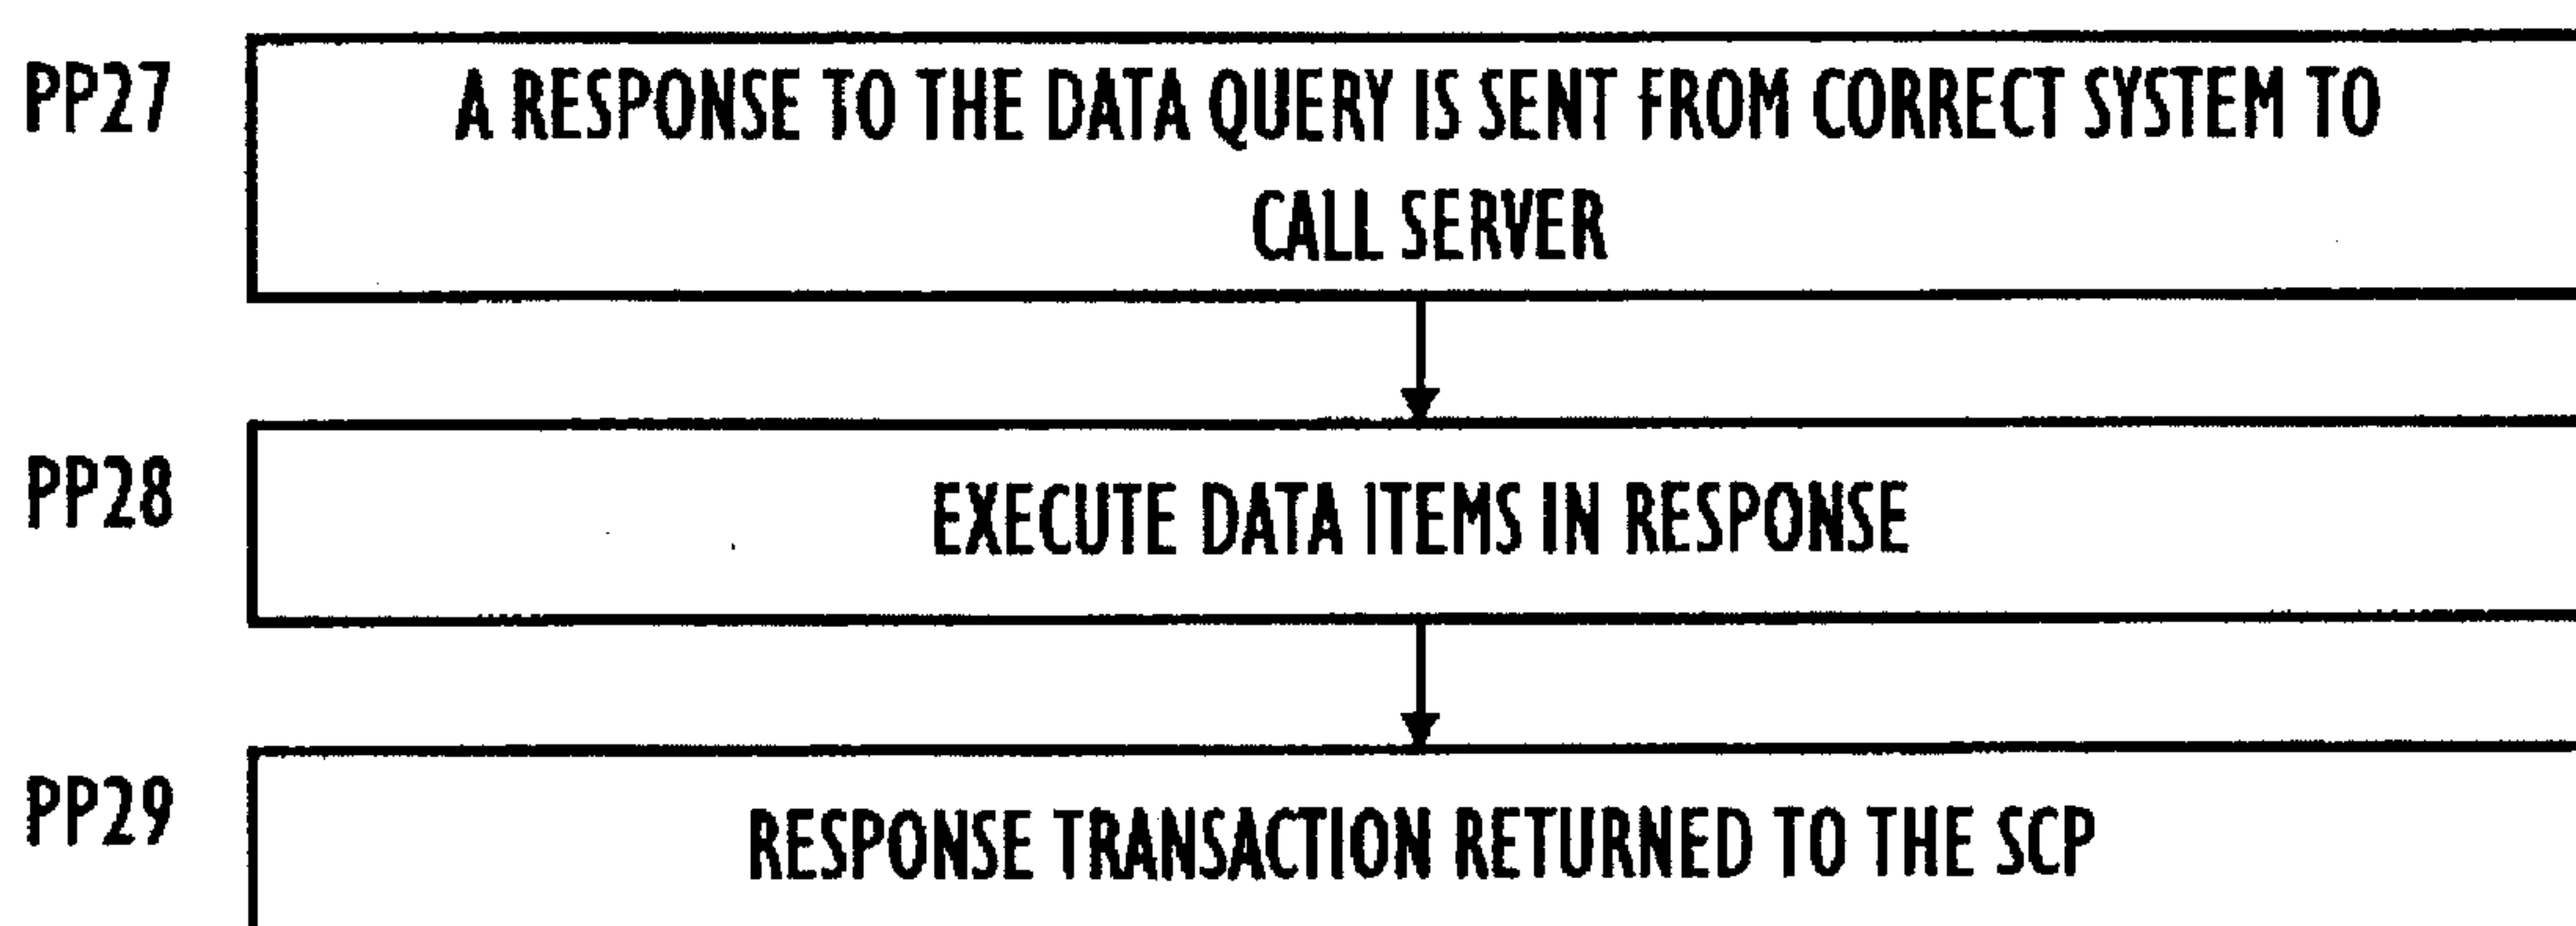 PP27
A RESPONSE TO THE DATA QUERY IS SENT FROM CORRECT SYSTEM TO
CALL SERVER
PP28
EXECUTE DATA ITEMS IN RESPONSE
PP29
RESPONSE TRANSACTION RETURNED TO THE SCP